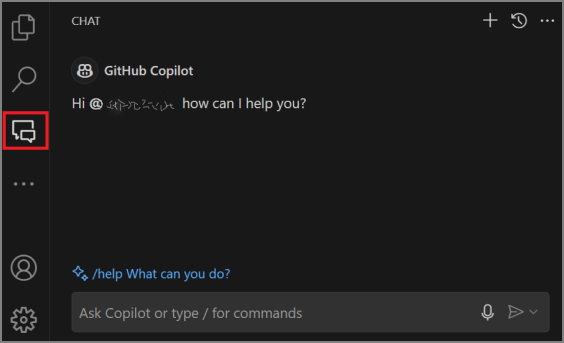 CHAT
GitHub Copilot
Hi @ how can I help you?
/help What can you do?
Ask Copilot or type / for commands